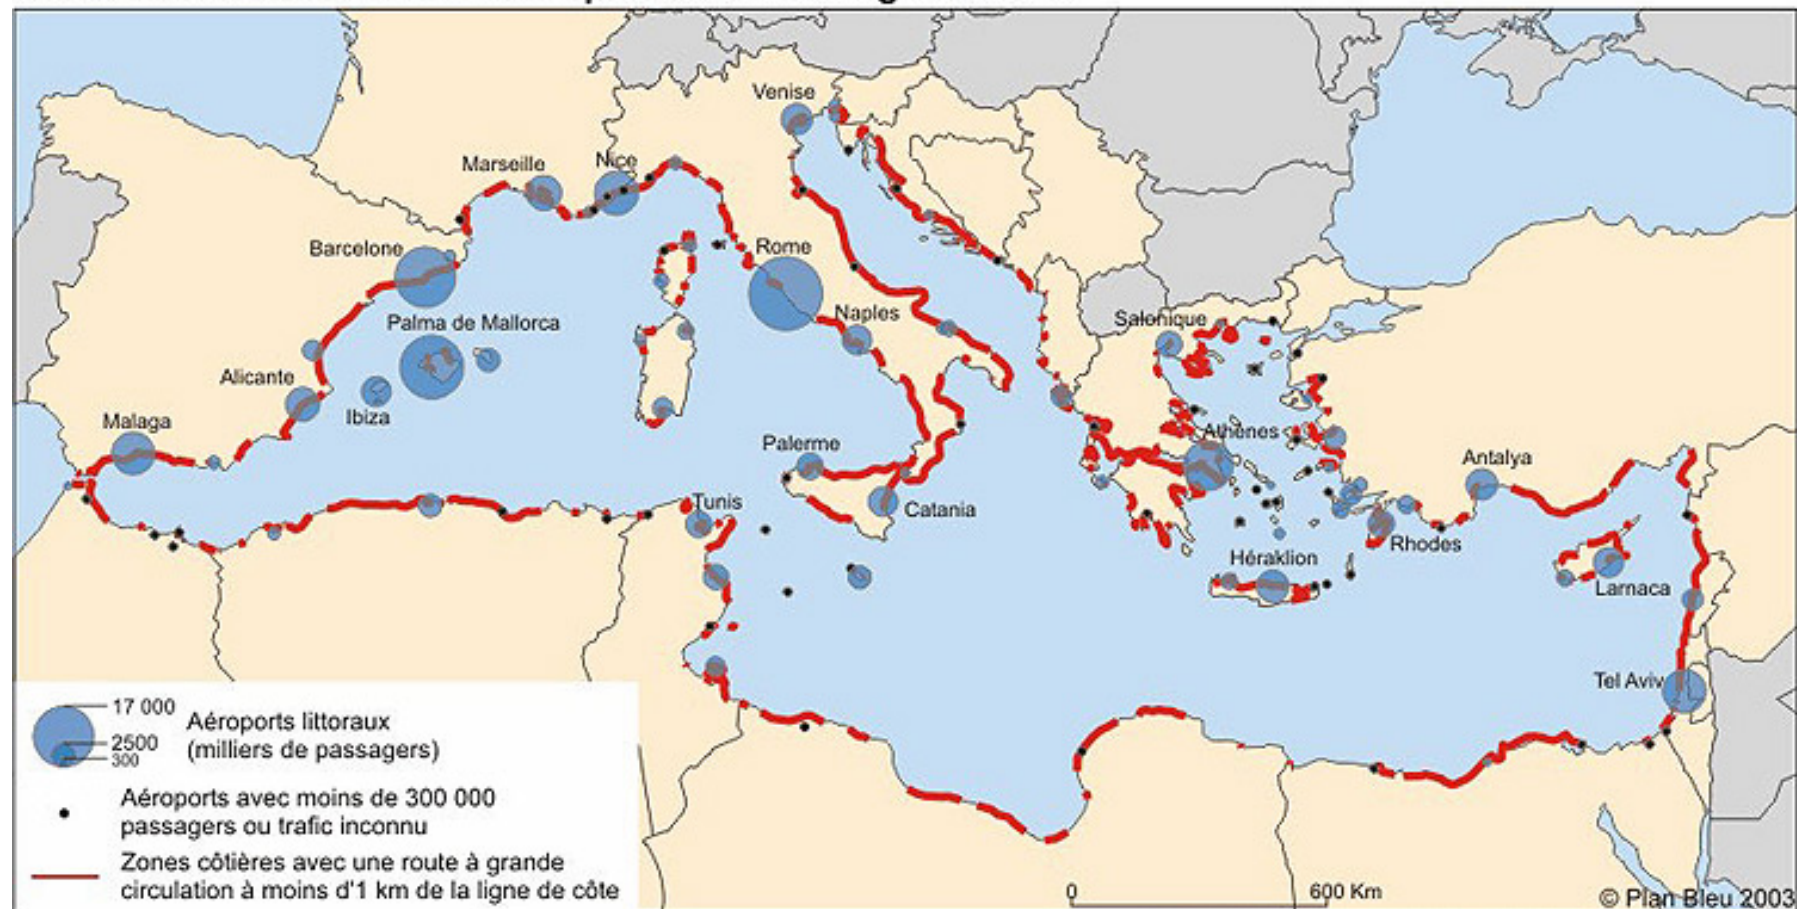 Venise
Marseille
Nice
Barcelone
Rome
Palma de Mallorca
Naples
Salonique
Alicante
Ibiza
Malaga
Palerme
Athènes
Antalya
Tunis
Catania
Rhodes
Héraklion
Larnaca
Tel Aviv
17 000
2500
300
Aéroports littoraux
(milliers de passagers)
Aéroports avec moins de 300 000
passagers ou trafic inconnu
Zones côtières avec une route à grande
circulation à moins d'1 km de la ligne de côte
0 600 Km
© Plan Bleu 2003